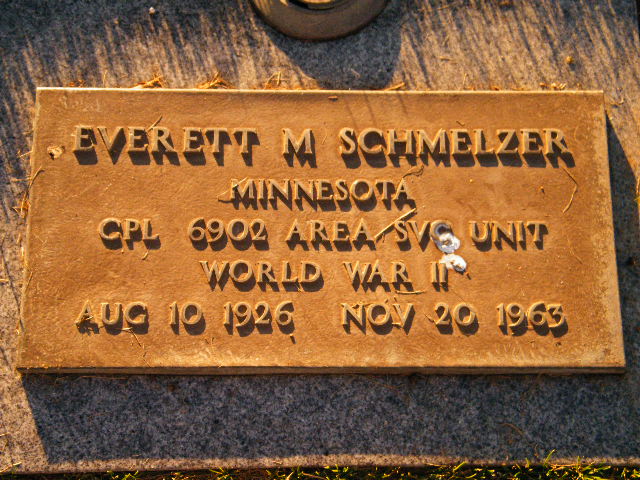 EVERETT M SCHMELZER
MINNESOTA
CPL 6902 AREA SVC UNIT
WORLD WAR II
AUG 10 1926 NOV 20 1963